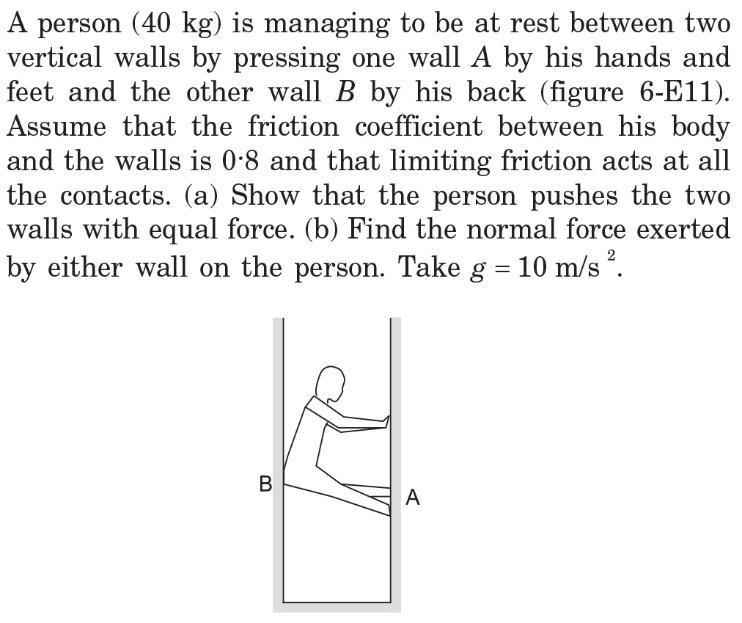 A person (40 kg) is managing to be at rest between two
vertical walls by pressing one wall A by his hands and
feet and the other wall B by his back (figure 6-E11).
Assume that the friction coefficient between his body
and the walls is 0·8 and that limiting friction acts at all
the contacts. (a) Show that the person pushes the two
walls with equal force. (b) Find the normal force exerted
by either wall on the person. Take g = 10 m/s ².
B
A